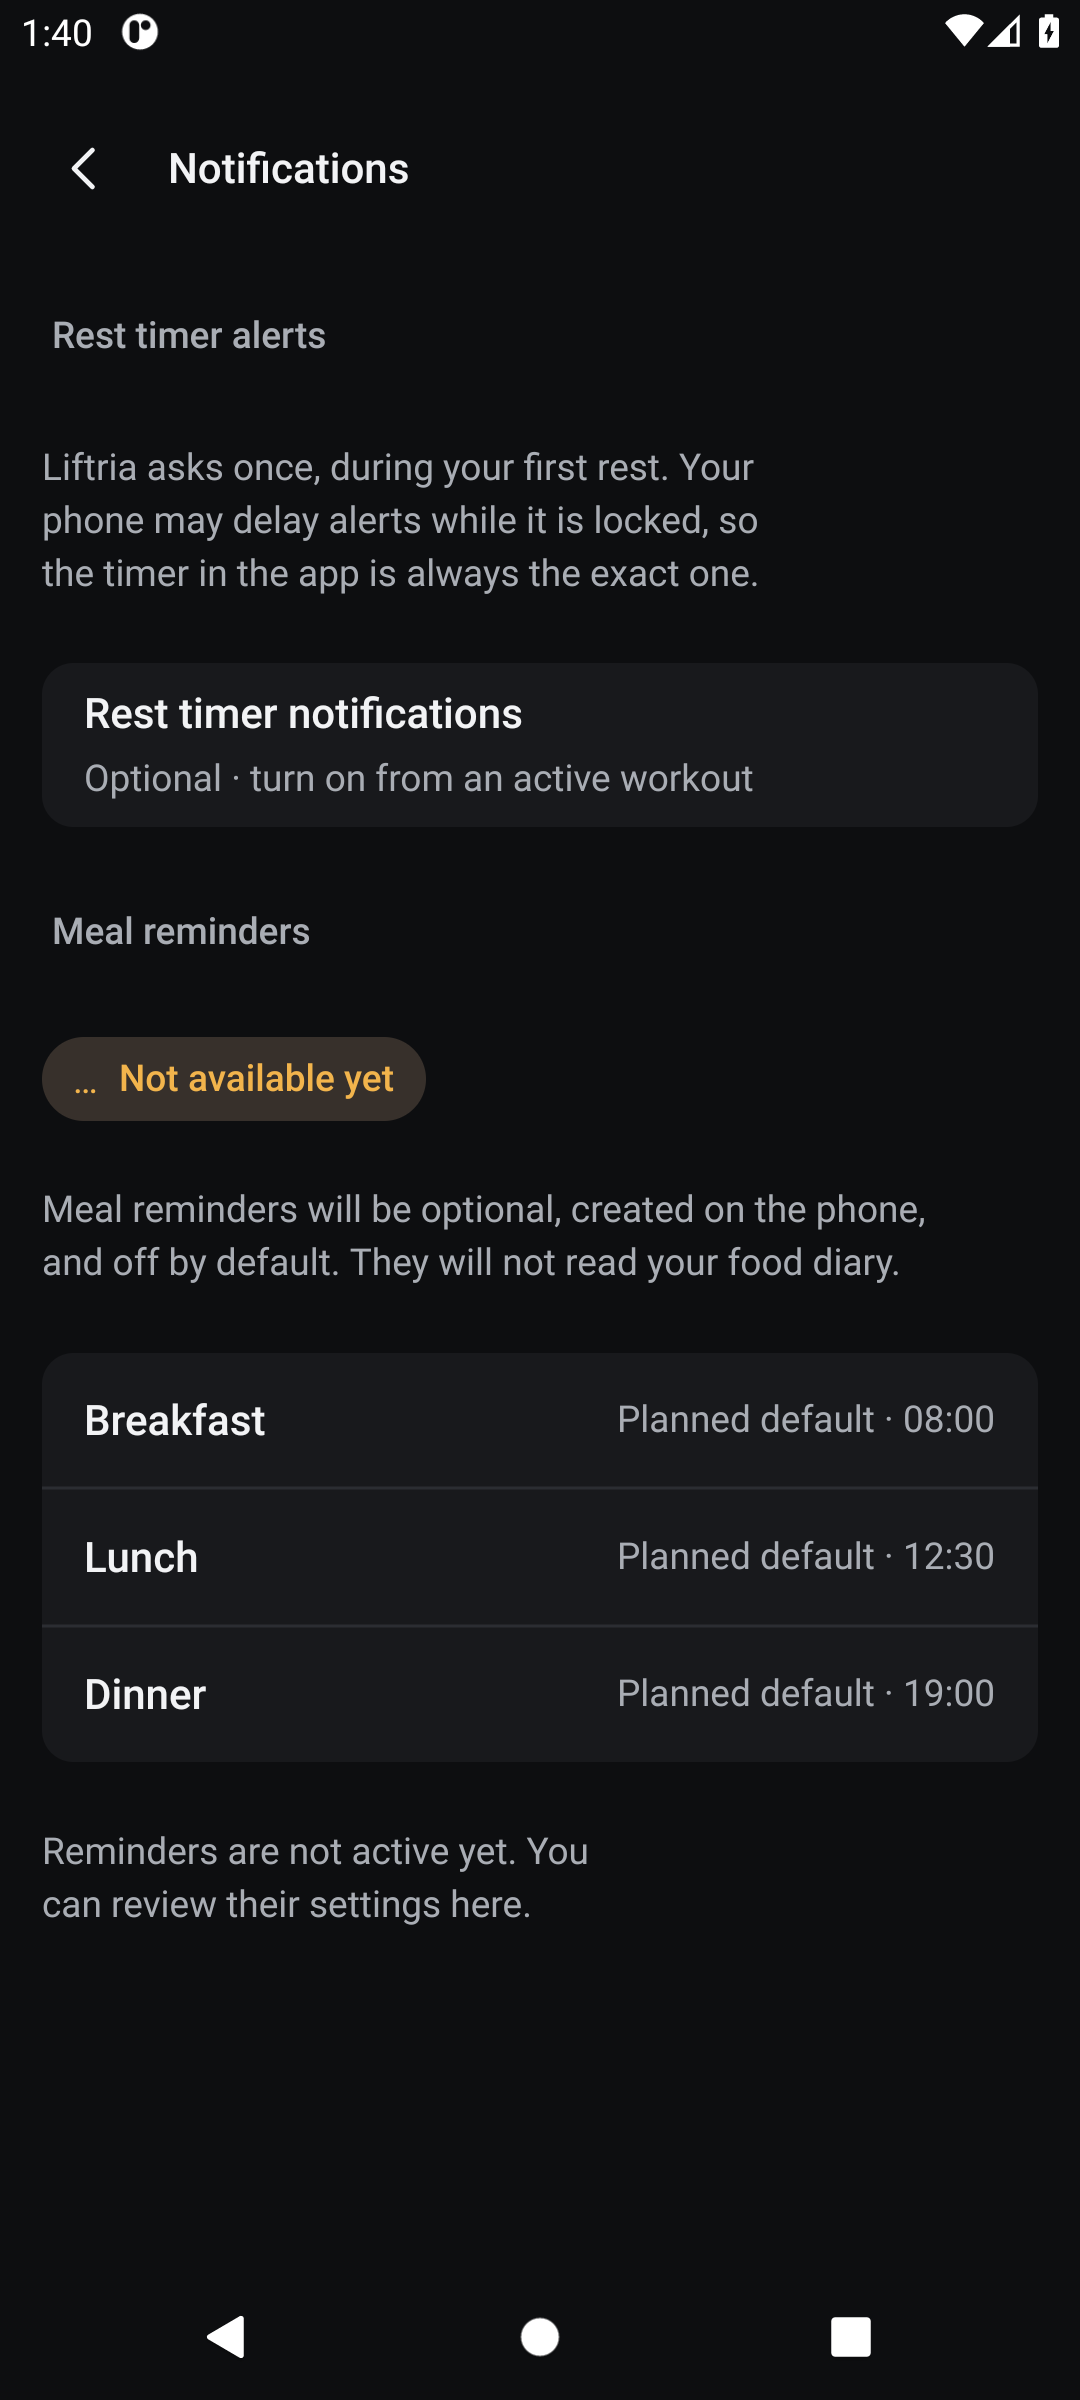 1:40
Notifications
Rest timer alerts
Liftria asks once, during your first rest. Your
phone may delay alerts while it is locked, so
the timer in the app is always the exact one.
Rest timer notifications
Optional · turn on from an active workout
Meal reminders
... Not available yet
Meal reminders will be optional, created on the phone,
and off by default. They will not read your food diary.
Breakfast Planned default · 08:00
Lunch Planned default · 12:30
Dinner Planned default · 19:00
Reminders are not active yet. You
can review their settings here.